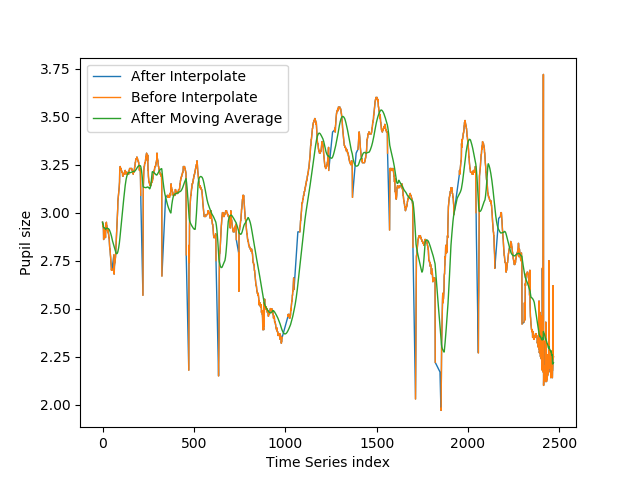 After Interpolate
Before Interpolate
After Moving Average
3.75
3.50
3.25
3.00
2.75
2.50
2.25
2.00
Pupil size
0 500 1000 1500 2000 2500
Time Series index